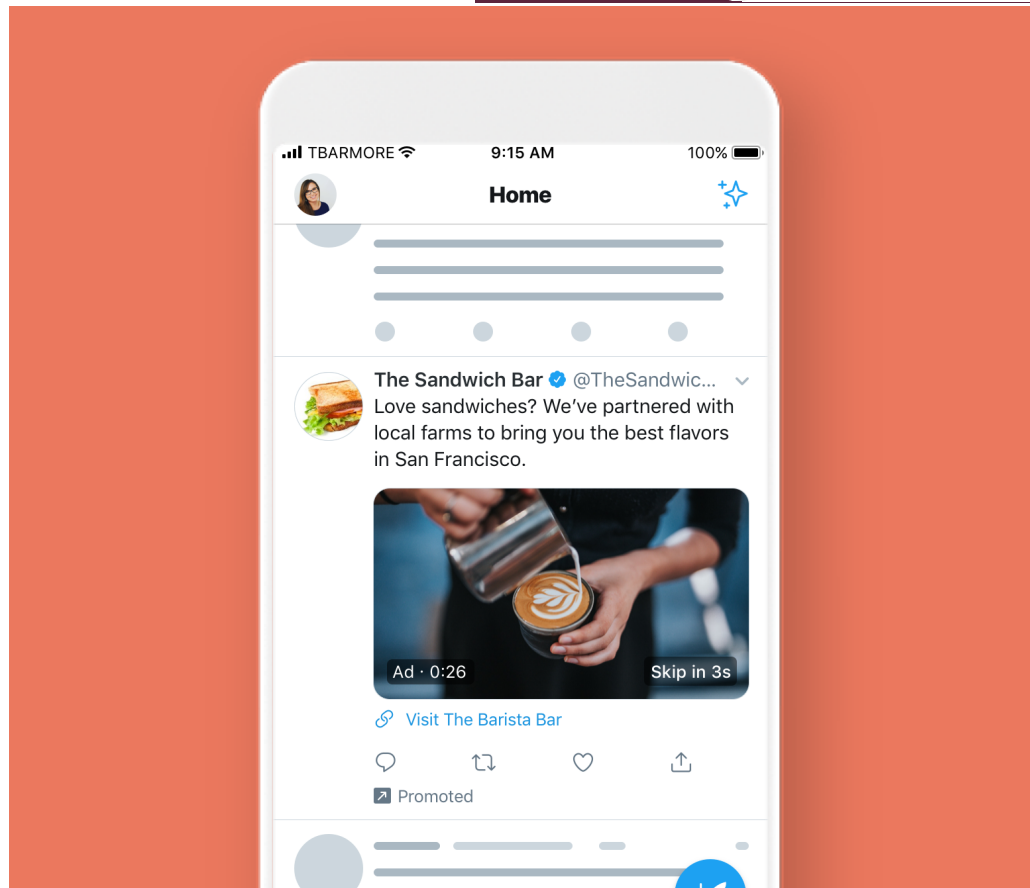 TBARMORE 9:15 AM 100%
Home
The Sandwich Bar @TheSandwic...
Love sandwiches? We’ve partnered with
local farms to bring you the best flavors
in San Francisco.
Ad · 0:26 Skip in 3s
Visit The Barista Bar
Promoted